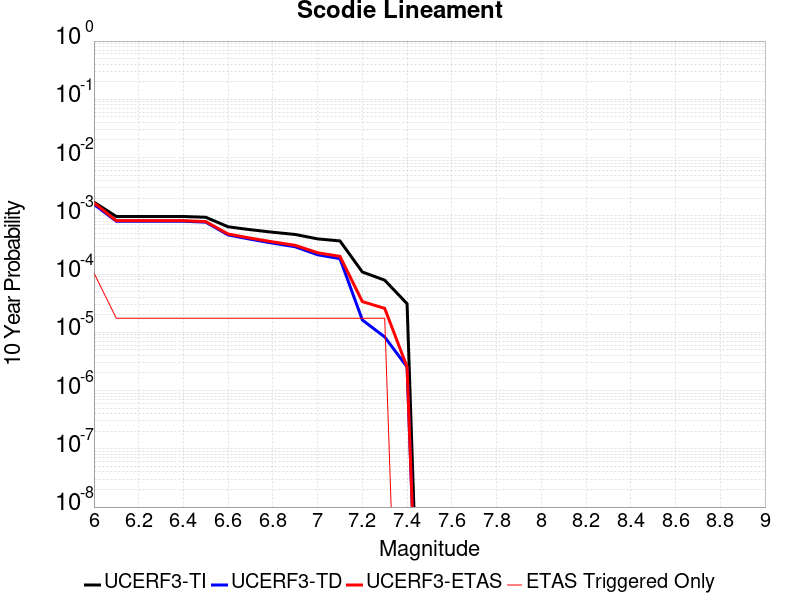 Scodie Lineament
10^0
10^-1
10^-2
10^-3
10^-4
10^-5
10^-6
10^-7
10^-8
10 Year Probability
6 6.2 6.4 6.6 6.8 7 7.2 7.4 7.6 7.8 8 8.2 8.4 8.6 8.8 9
Magnitude
UCERF3-TI UCERF3-TD UCERF3-ETAS ETAS Triggered Only